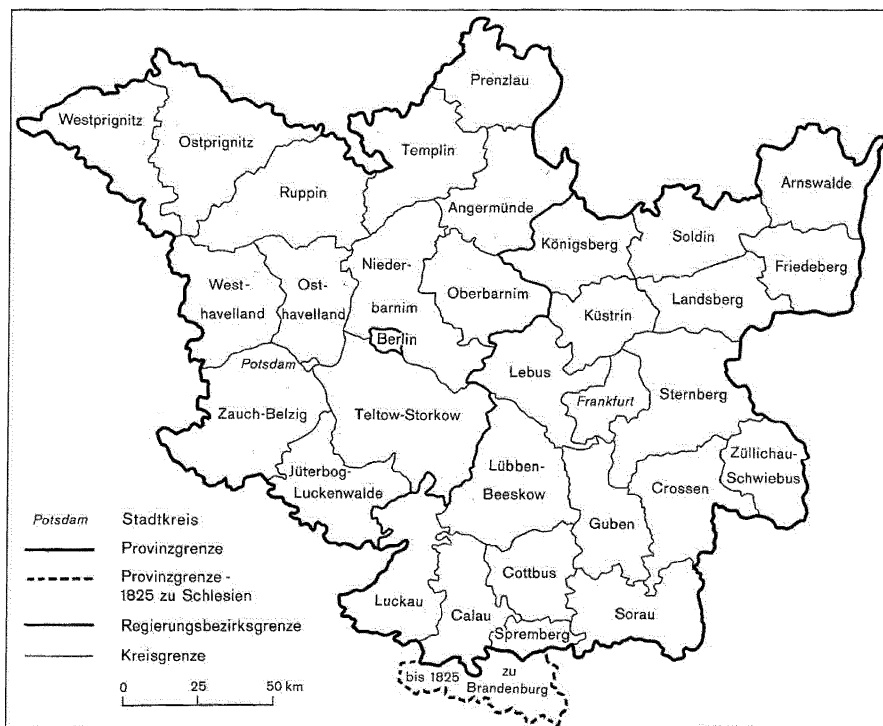 Prenzlau
Westprignitz
Ostprignitz
Templin
Ruppin
Angermünde
Arnswalde
Königsberg
Soldin
Friedeberg
West-
havelland
Ost-
havelland
Nieder-
barnim
Oberbarnim
Küstrin
Landsberg
Berlin
Potsdam
Lebus
Frankfurt
Sternberg
Zauch-Belzig
Teltow-Storkow
Züllichau-
Schwiebus
Jüterbog-
Luckenwalde
Lübben-
Beeskow
Crossen
Guben
Cottbus
Luckau
Calau
Sorau
Spremberg
bis 1825 zu
Brandenburg
Potsdam Stadtkreis
Provinzgrenze
Provinzgrenze -
1825 zu Schlesien
Regierungsbezirksgrenze
Kreisgrenze
0 25 50 km